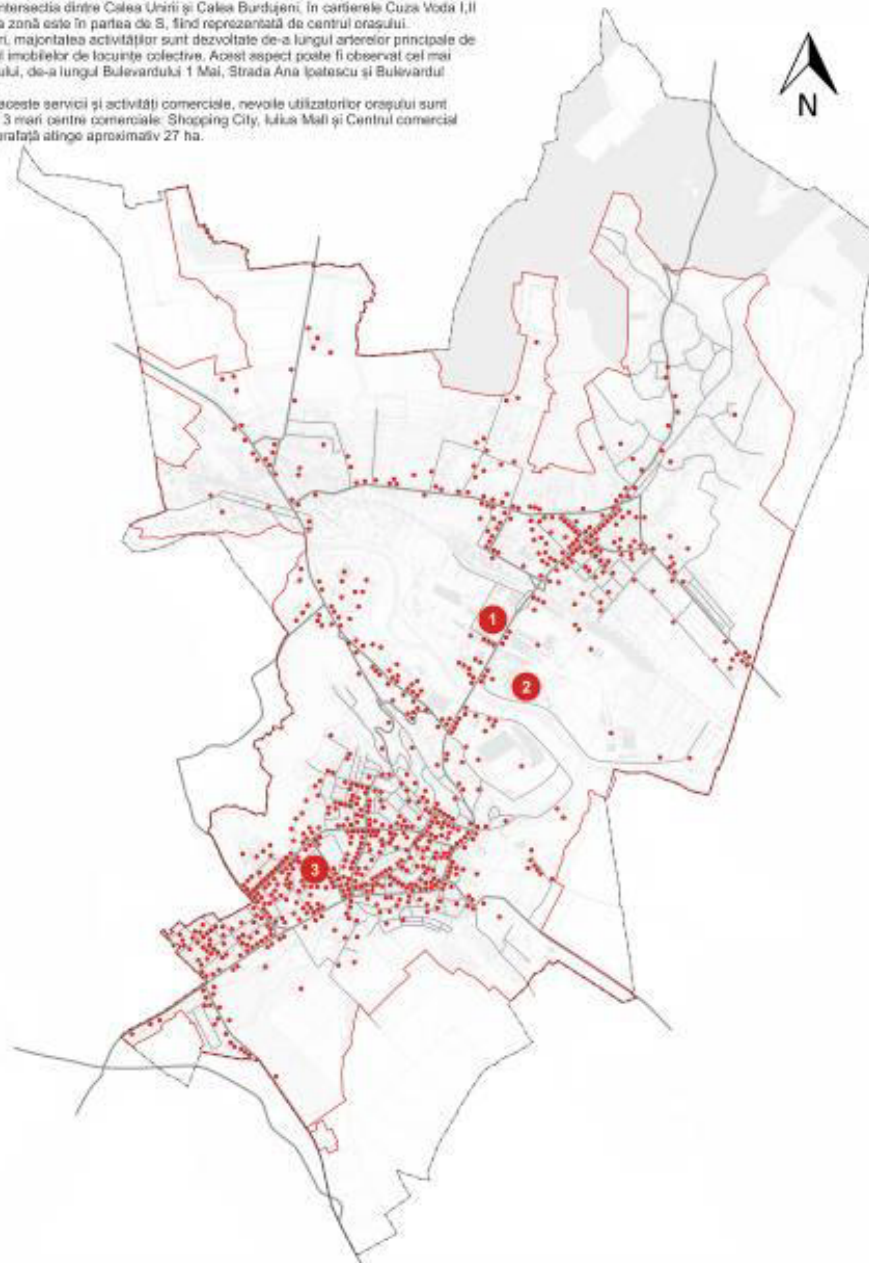 intersecția dintre Calea Unirii și Calea Burdujeni, în cartierele Cuza Voda I,II
a zonă este în partea de S, fiind reprezentată de centrul orașului.
ri, majoritatea activităților sunt dezvoltate de-a lungul arterelor principale de
l imobilelor de locuințe colective. Acest aspect poate fi observat cel mai
ului, de-a lungul Bulevardului 1 Mai, Strada Ana Ipatescu și Bulevardul
aceste servicii și activități comerciale, nevoile utilizatorilor orașului sunt
3 mari centre comerciale: Shopping City, Iulius Mall și Centrul comercial
rafață atinge aproximativ 27 ha.
N
1
2
3